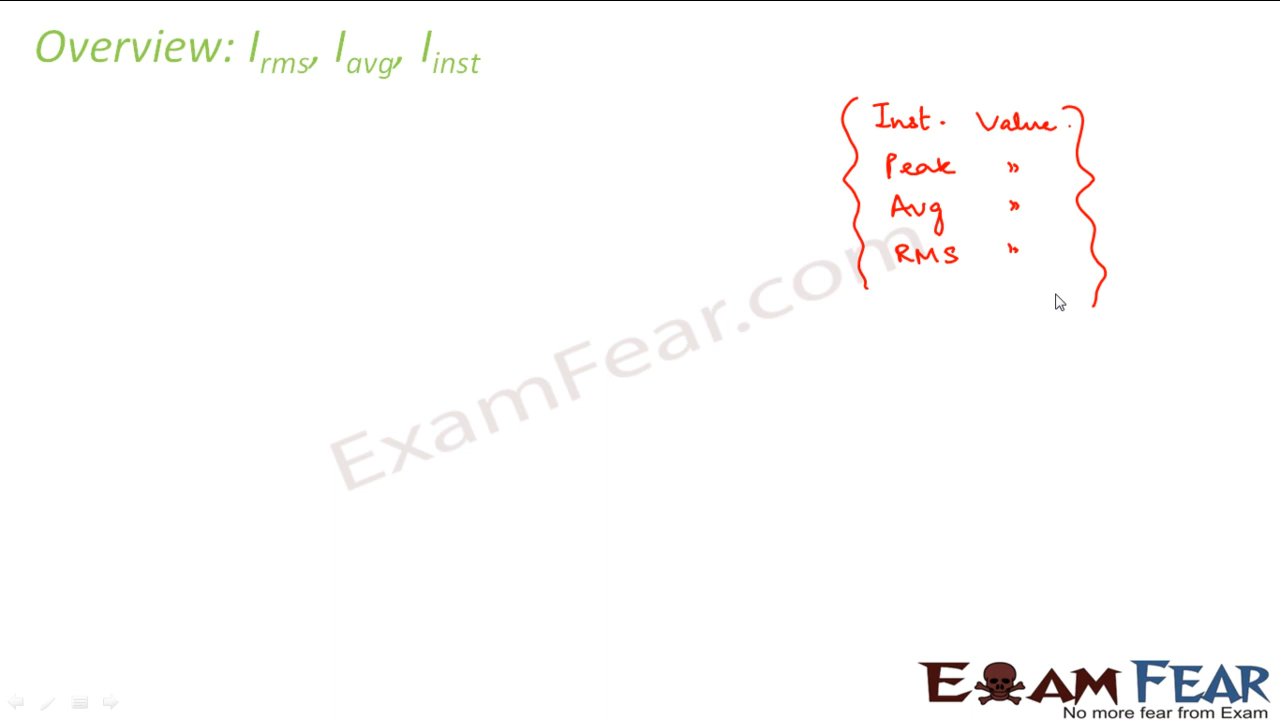 Overview: Irms, Iavg, Iinst
Inst. Value.
Peak "
Avg "
RMS "
ExamFear.com
EXAM FEAR
No more fear from Exam